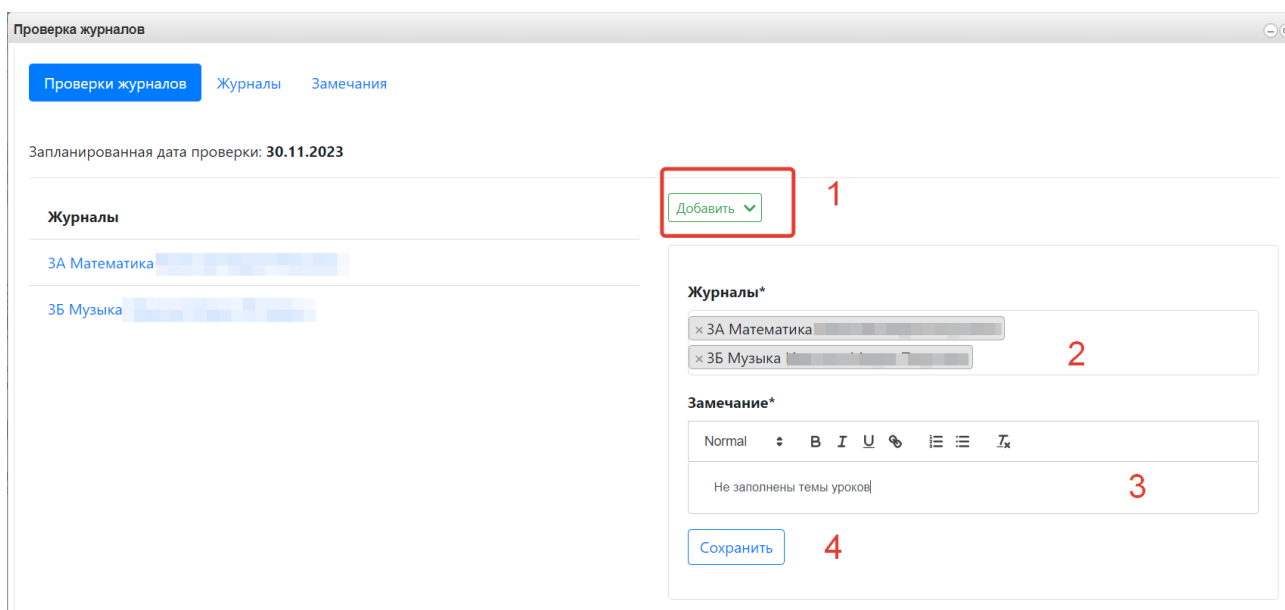 Проверка журналов
Проверки журналов Журналы Замечания
Запланированная дата проверки: 30.11.2023
Журналы
3А Математика
3Б Музыка
Добавить
1
Журналы*
×3А Математика
×3Б Музыка
2
Замечание*
Normal B I U Tx
Не заполнены темы уроков
3
Сохранить
4